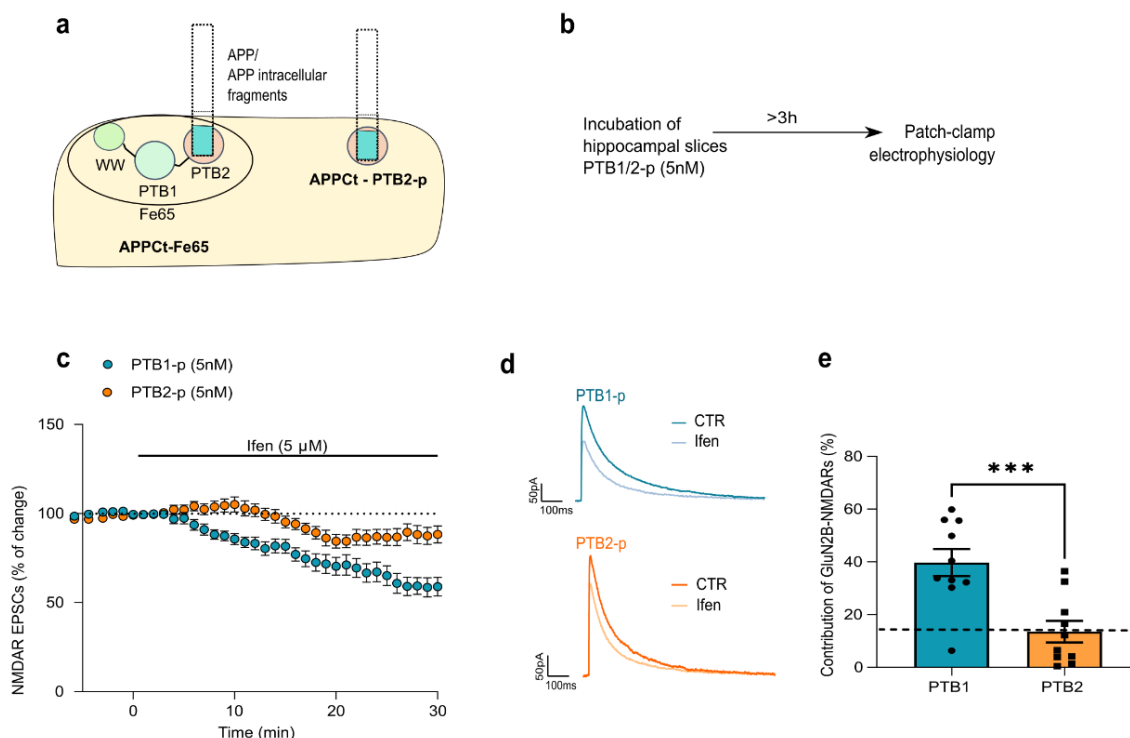 a
APP/
APP intracellular
fragments
WW
PTB1
PTB2
Fe65
APPCt-Fe65
APPCt - PTB2-p
b
Incubation of
hippocampal slices
PTB1/2-p (5nM)
>3h
Patch-clamp
electrophysiology
c
PTB1-p (5nM)
PTB2-p (5nM)
Ifen (5 µM)
NMDAR EPSCs (% of change)
150
100
50
0
0
10
20
30
Time (min)
d
PTB1-p
CTR
Ifen
50pA
100ms
PTB2-p
CTR
Ifen
50pA
100ms
e
Contribution of GluN2B-NMDARs (%)
80
60
40
20
0
***
PTB1
PTB2